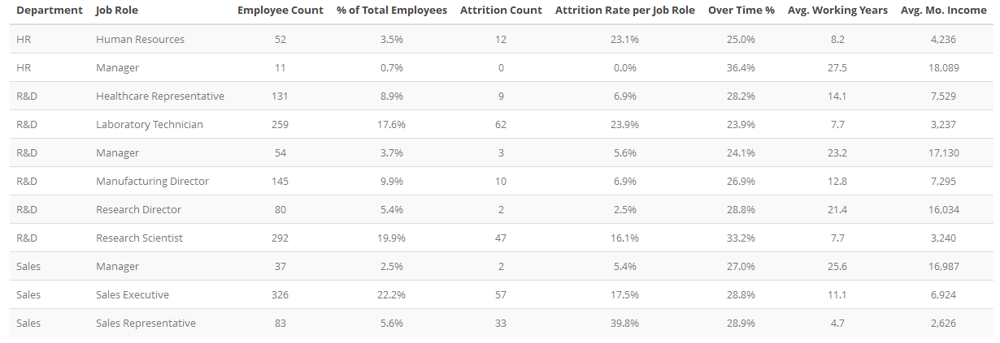 Department Job Role Employee Count % of Total Employees Attrition Count Attrition Rate per Job Role Over Time % Avg. Working Years Avg. Mo. Income
HR Human Resources 52 3.5% 12 23.1% 25.0% 8.2 4,236
HR Manager 11 0.7% 0 0.0% 36.4% 27.5 18,089
R&D Healthcare Representative 131 8.9% 9 6.9% 28.2% 14.1 7,529
R&D Laboratory Technician 259 17.6% 62 23.9% 23.9% 7.7 3,237
R&D Manager 54 3.7% 3 5.6% 24.1% 23.2 17,130
R&D Manufacturing Director 145 9.9% 10 6.9% 26.9% 12.8 7,295
R&D Research Director 80 5.4% 2 2.5% 28.8% 21.4 16,034
R&D Research Scientist 292 19.9% 47 16.1% 33.2% 7.7 3,240
Sales Manager 37 2.5% 2 5.4% 27.0% 25.6 16,987
Sales Sales Executive 326 22.2% 57 17.5% 28.8% 11.1 6,924
Sales Sales Representative 83 5.6% 33 39.8% 28.9% 4.7 2,626